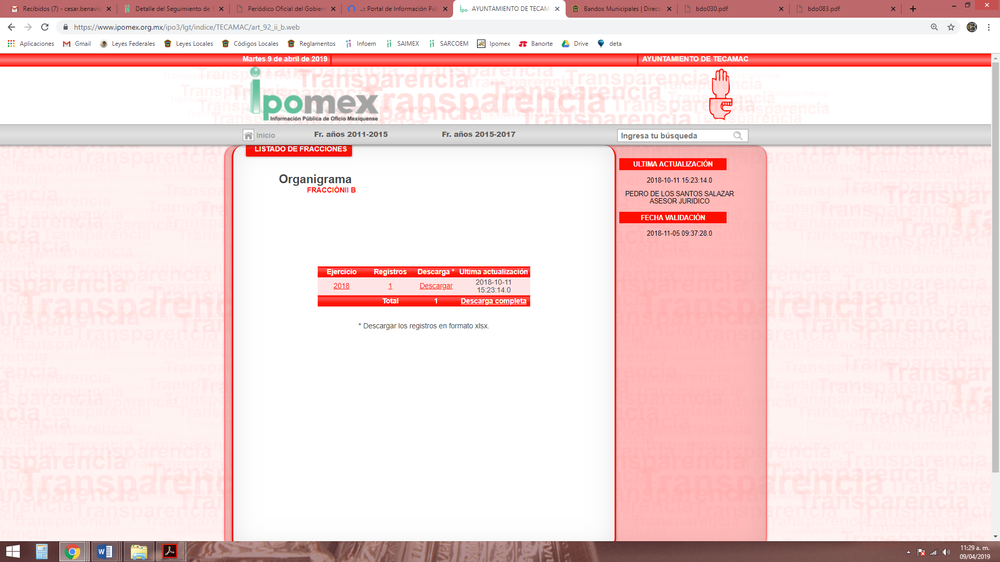 Recibidos (7) - cesar.benavid
Detalle del Seguimiento de S
Periódico Oficial del Gobiern
..:: Portal de Información Púb
AYUNTAMIENTO DE TECAM
Bandos Municipales | Direcc
bdo030.pdf
bdo083.pdf
https://www.ipomex.org.mx/ipo3/lgt/indice/TECAMAC/art_92_ii_b.web
Aplicaciones Gmail Leyes Federales Leyes Locales Códigos Locales Reglamentos Infoem SAIMEX SARCOEM Ipomex Banorte Drive deta
Martes 9 de abril de 2019
AYUNTAMIENTO DE TECAMAC
ipomex
Información Pública de Oficio Mexiquense
Transparencia
Inicio
Fr. años 2011-2015
Fr. años 2015-2017
Ingresa tu búsqueda
LISTADO DE FRACCIONES
Organigrama
FRACCIÓNII B
Ejercicio Registros Descarga * Ultima actualización
2018 1 Descargar 2018-10-11
15:23:14.0
Total 1 Descarga completa
* Descargar los registros en formato xlsx.
ULTIMA ACTUALIZACIÓN
2018-10-11 15:23:14.0
PEDRO DE LOS SANTOS SALAZAR
ASESOR JURIDICO
FECHA VALIDACIÓN
2018-11-05 09:37:28.0
11:29 a. m.
09/04/2019